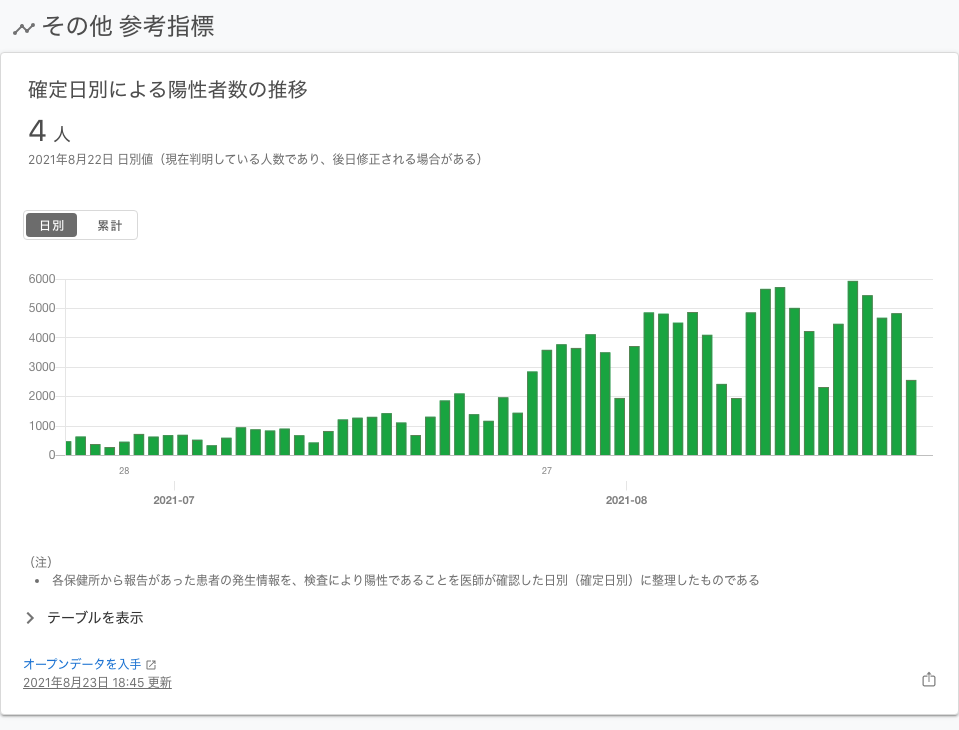 その他 参考指標
確定日別による陽性者数の推移
4 人
2021年8月22日 日別値（現在判明している人数であり、後日修正される場合がある）
日別 累計
6000
5000
4000
3000
2000
1000
0
28 27
2021-07 2021-08
（注）
• 各保健所から報告があった患者の発生情報を、検査により陽性であることを医師が確認した日別（確定日別）に整理したものである
テーブルを表示
オープンデータを入手
2021年8月23日 18:45 更新